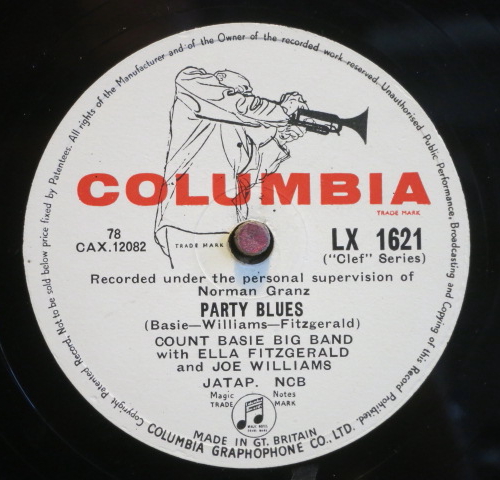 All rights of the Manufacturer and of the Owner of the recorded work reserved. Unauthorised Public Performance, Broadcasting and Copying of this Record Prohibited.
COLUMBIA
TRADE MARK
78
CAX.12082
TRADE MARK
LX 1621
("Clef" Series)
Recorded under the personal supervision of
Norman Granz
PARTY BLUES
(Basie—Williams—Fitzgerald)
COUNT BASIE BIG BAND
with ELLA FITZGERALD
and JOE WILLIAMS
JATAP. NCB
Magic Notes
TRADE MARK
MADE IN GT. BRITAIN
COLUMBIA GRAPHOPHONE CO., LTD.
Copyright Patented Record, Not to be sold below price fixed by Patentees.